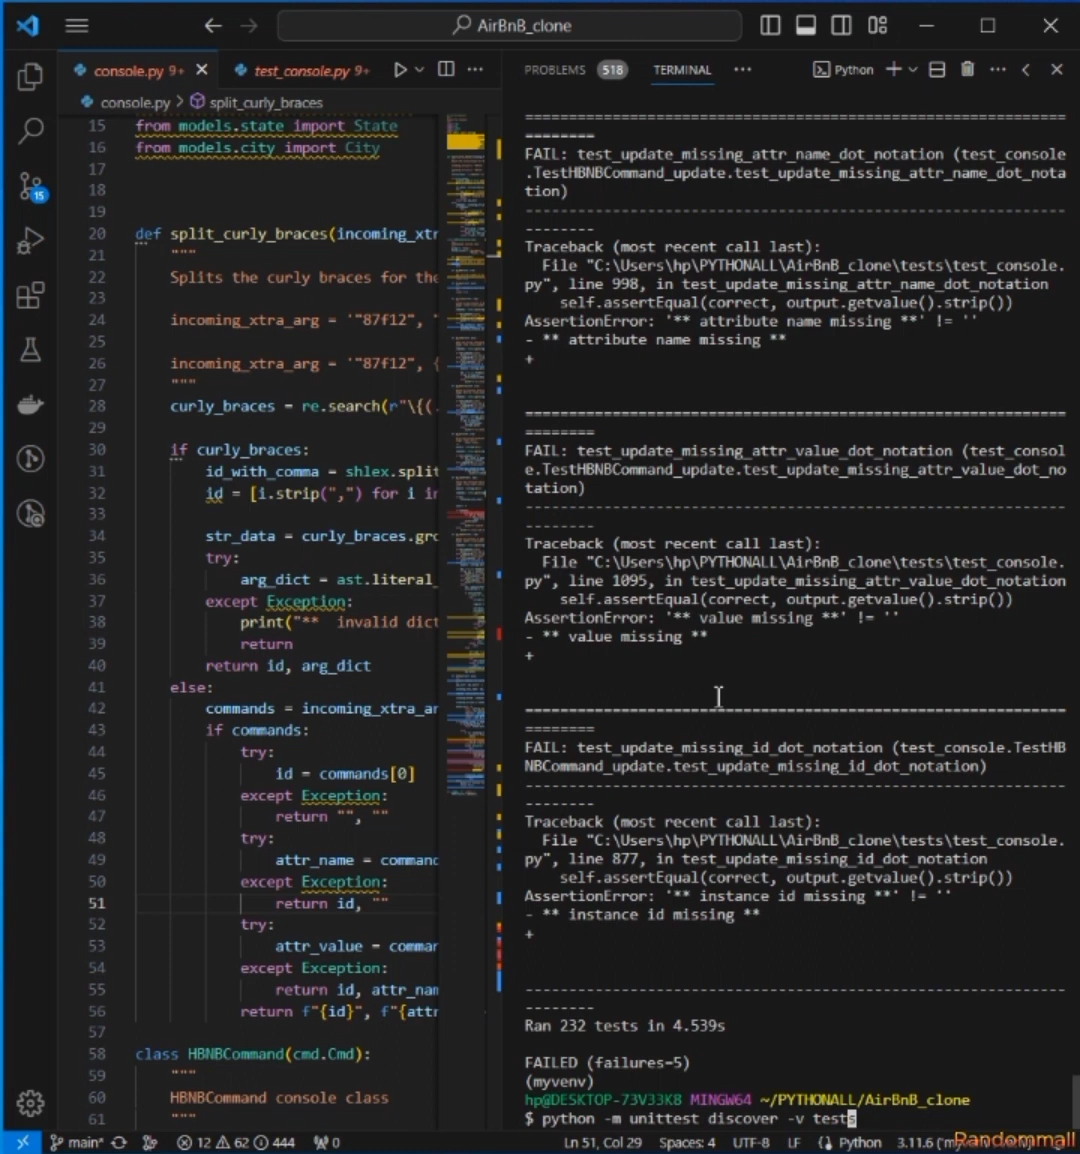 AirBnB_clone
console.py 9+
test_console.py 9+
console.py > split_curly_braces
15 from models.state import State
16 from models.city import City
17
18
19
20 def split_curly_braces(incoming_xtr
21 """
22 Splits the curly braces for the
23
24 incoming_xtra_arg = '"87f12", "
25
26 incoming_xtra_arg = '"87f12", {
27 """
28 curly_braces = re.search(r"\{(.
29
30 if curly_braces:
31 id_with_comma = shlex.split
32 id = [i.strip(",") for i in
33
34 str_data = curly_braces.gro
35 try:
36 arg_dict = ast.literal_
37 except Exception:
38 print("**  invalid dict
39 return
40 return id, arg_dict
41 else:
42 commands = incoming_xtra_ar
43 if commands:
44 try:
45 id = commands[0]
46 except Exception:
47 return "", ""
48 try:
49 attr_name = command
50 except Exception:
51 return id, ""
52 try:
53 attr_value = commar
54 except Exception:
55 return id, attr_nam
56 return f"{id}", f"{attr
57
58 class HBNBCommand(cmd.Cmd):
59 """
60 HBNBCommand console class
61 """
15
PROBLEMS 518 TERMINAL ··· Python
======================================================================
========
FAIL: test_update_missing_attr_name_dot_notation (test_console
.TestHBNBCommand_update.test_update_missing_attr_name_dot_nota
tion)
----------------------------------------------------------------------
--------
Traceback (most recent call last):
File "C:\Users\hp\PYTHONALL\AirBnB_clone\tests\test_console.
py", line 998, in test_update_missing_attr_name_dot_notation
self.assertEqual(correct, output.getvalue().strip())
AssertionError: '** attribute name missing **' != ''
- ** attribute name missing **
+
======================================================================
========
FAIL: test_update_missing_attr_value_dot_notation (test_consol
e.TestHBNBCommand_update.test_update_missing_attr_value_dot_no
tation)
----------------------------------------------------------------------
--------
Traceback (most recent call last):
File "C:\Users\hp\PYTHONALL\AirBnB_clone\tests\test_console.
py", line 1095, in test_update_missing_attr_value_dot_notation
self.assertEqual(correct, output.getvalue().strip())
AssertionError: '** value missing **' != ''
- ** value missing **
+
======================================================================
========
FAIL: test_update_missing_id_dot_notation (test_console.TestHB
NBCommand_update.test_update_missing_id_dot_notation)
----------------------------------------------------------------------
--------
Traceback (most recent call last):
File "C:\Users\hp\PYTHONALL\AirBnB_clone\tests\test_console.
py", line 877, in test_update_missing_id_dot_notation
self.assertEqual(correct, output.getvalue().strip())
AssertionError: '** instance id missing **' != ''
- ** instance id missing **
+
----------------------------------------------------------------------
--------
Ran 232 tests in 4.539s
FAILED (failures=5)
(myvenv)
hp@DESKTOP-73V33K8 MINGW64 ~/PYTHONALL/AirBnB_clone
$ python -m unittest discover -v tests
main* 12 62 444 0 Ln 51, Col 29 Spaces: 4 UTF-8 LF Python 3.11.6
Randommall